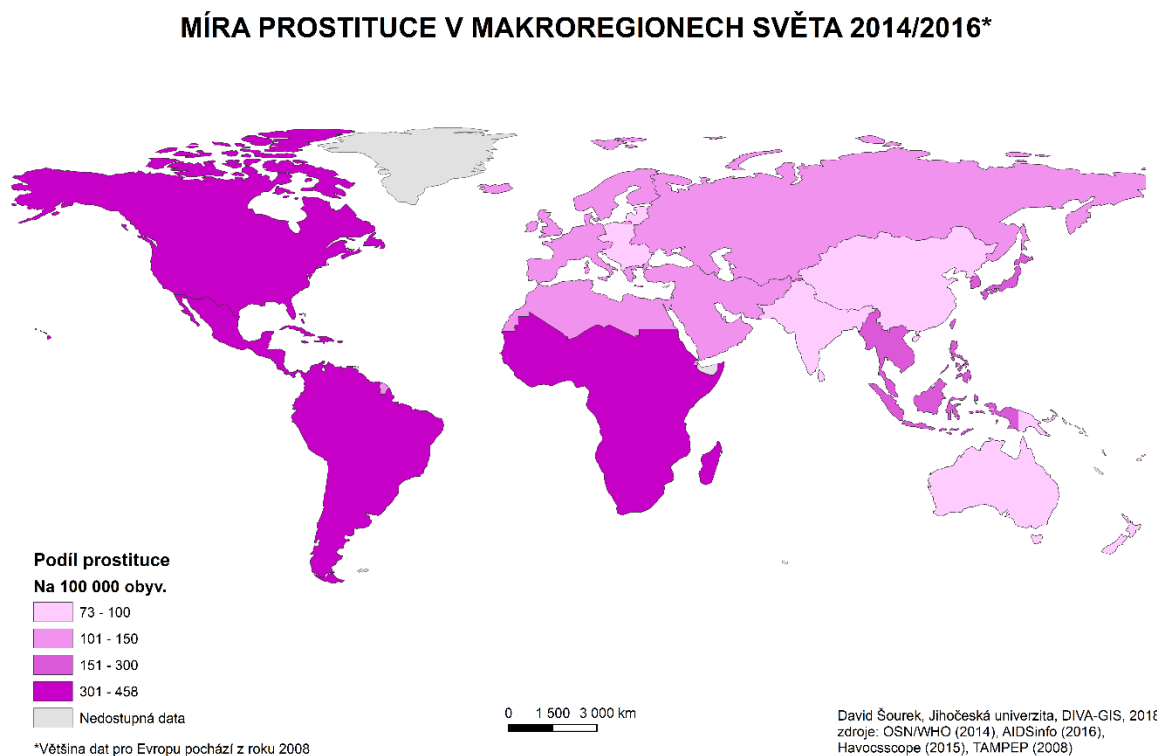 MÍRA PROSTITUCE V MAKROREGIONECH SVĚTA 2014/2016*
Podíl prostituce
Na 100 000 obyv.
73 - 100
101 - 150
151 - 300
301 - 458
Nedostupná data
*Většina dat pro Evropu pochází z roku 2008
0 1 500 3 000 km
David Šourek, Jihočeská univerzita, DIVA-GIS, 2018
zdroje: OSN/WHO (2014), AIDSinfo (2016),
Havocsscope (2015), TAMPEP (2008)